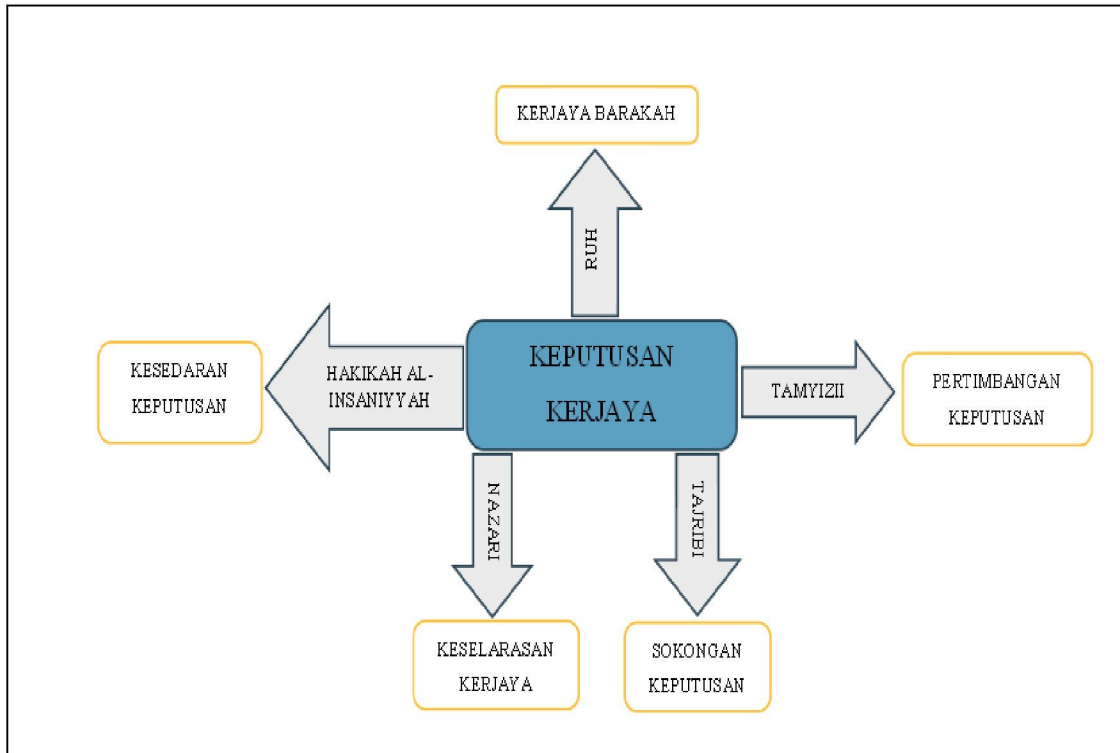 KERJAYA BARAKAH
RUH
KESEDARAN
KEPUTUSAN
HAKIKAH AL-
INSANIYYAH
KEPUTUSAN
KERJAYA
TAMYIZII
PERTIMBANGAN
KEPUTUSAN
NAZARI
TAJRIBI
KESELARASAN
KERJAYA
SOKONGAN
KEPUTUSAN